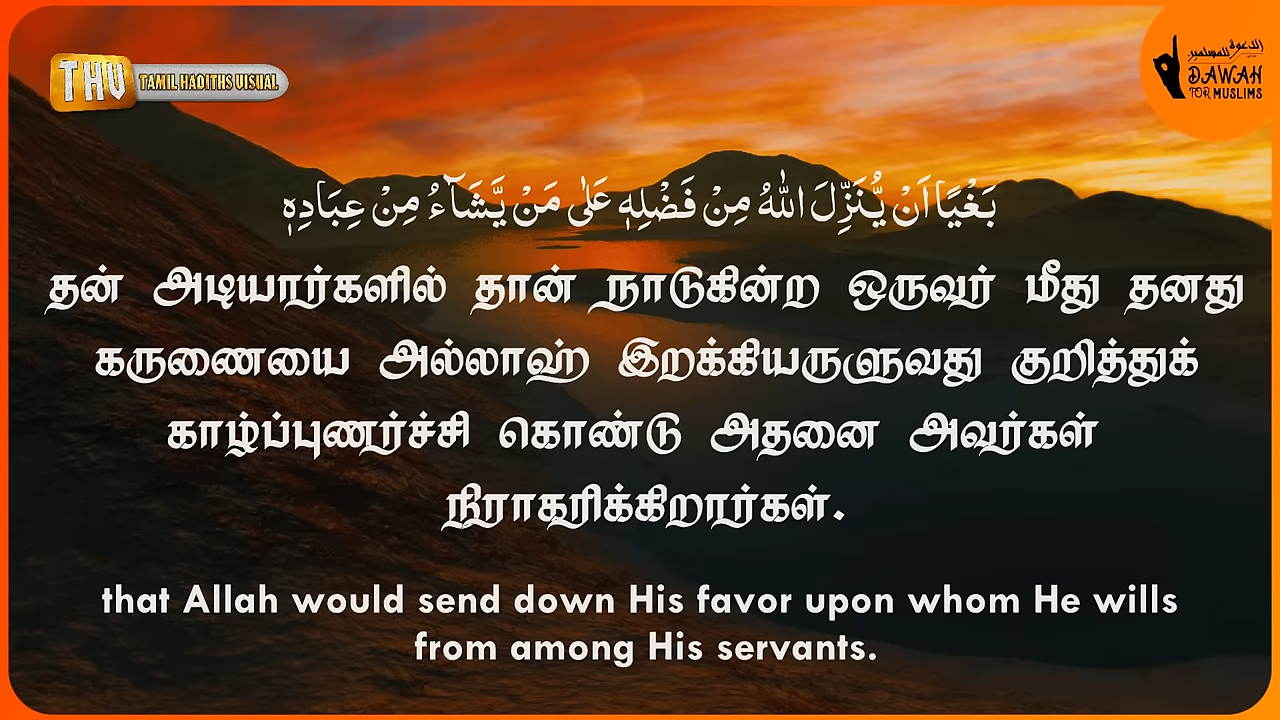 THV TAMIL HADITHS VISUAL
الدعوة للمسلمين
DAWAH
FOR MUSLIMS
بَغْيًا اَنْ يُّنَزِّلَ اللّٰهُ مِنْ فَضْلِهٖ عَلٰى مَنْ يَّشَآءُ مِنْ عِبَادِهٖ
தன் அடியார்களில் தான் நாடுகின்ற ஒருவர் மீது தனது
கருணையை அல்லாஹ் இறக்கியருளுவது குறித்துக்
காழ்ப்புணர்ச்சி கொண்டு அதனை அவர்கள்
நிராகரிக்கிறார்கள்.
that Allah would send down His favor upon whom He wills
from among His servants.